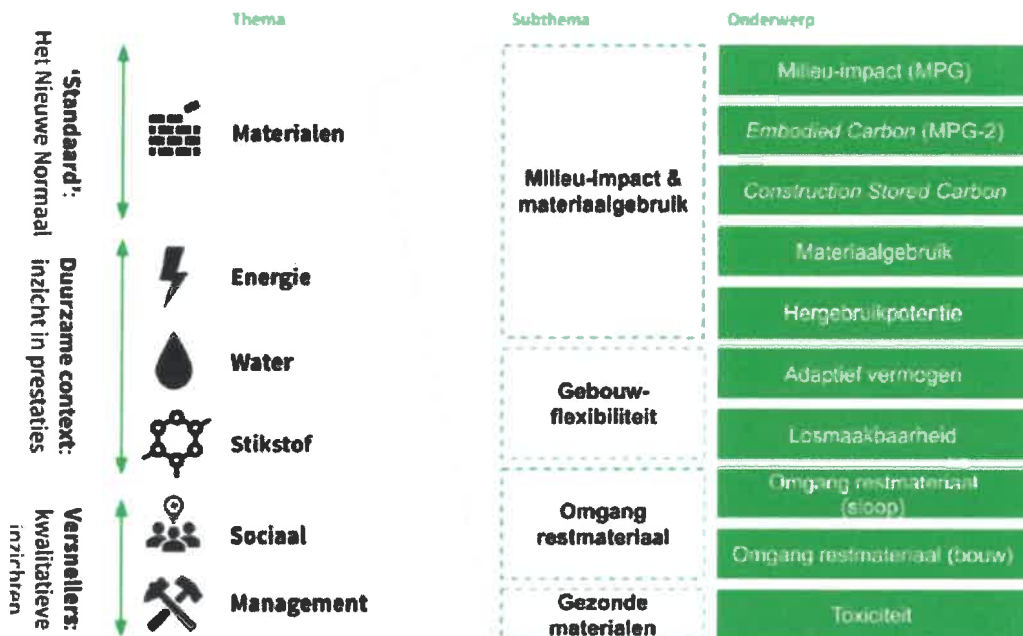 Thema
Subthema
Onderwerp
'Standaard':
Het Nieuwe Normaal
Duurzame context:
inzicht in prestaties
Versnellers:
kwalitatieve
inzichten
Materialen
Energie
Water
Stikstof
Sociaal
Management
Milieu-impact &
materiaalgebruik
Gebouw-
flexibiliteit
Omgang
restmateriaal
Gezonde
materialen
Milieu-impact (MPG)
Embodied Carbon (MPG-2)
Construction Stored Carbon
Materiaalgebruik
Hergebruikpotentie
Adaptief vermogen
Losmaakbaarheid
Omgang restmateriaal
(sloop)
Omgang restmateriaal (bouw)
Toxiciteit